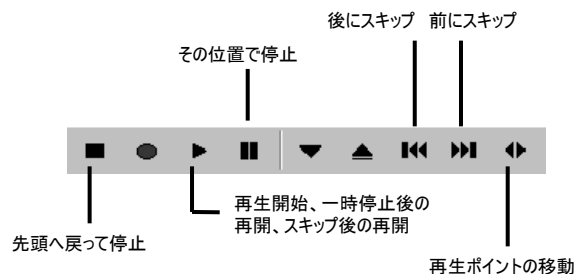 後にスキップ
前にスキップ
その位置で停止
再生開始、一時停止後の
再開、スキップ後の再開
先頭へ戻って停止
再生ポイントの移動